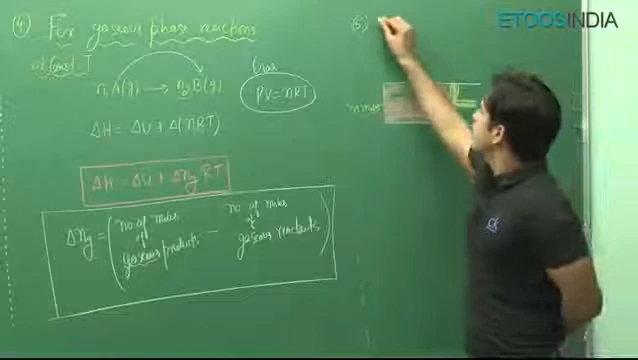 (4) For gaseous phase reactions
at Const. T
n₁A(g) → n₂B(g)
Gas
PV = nRT
ΔH = ΔU + Δ(nRT)
ΔH = ΔU + Δng RT
Δng = (no of moles of gaseous products - no of moles of gaseous reactants)
5)
ETOOSINDIA